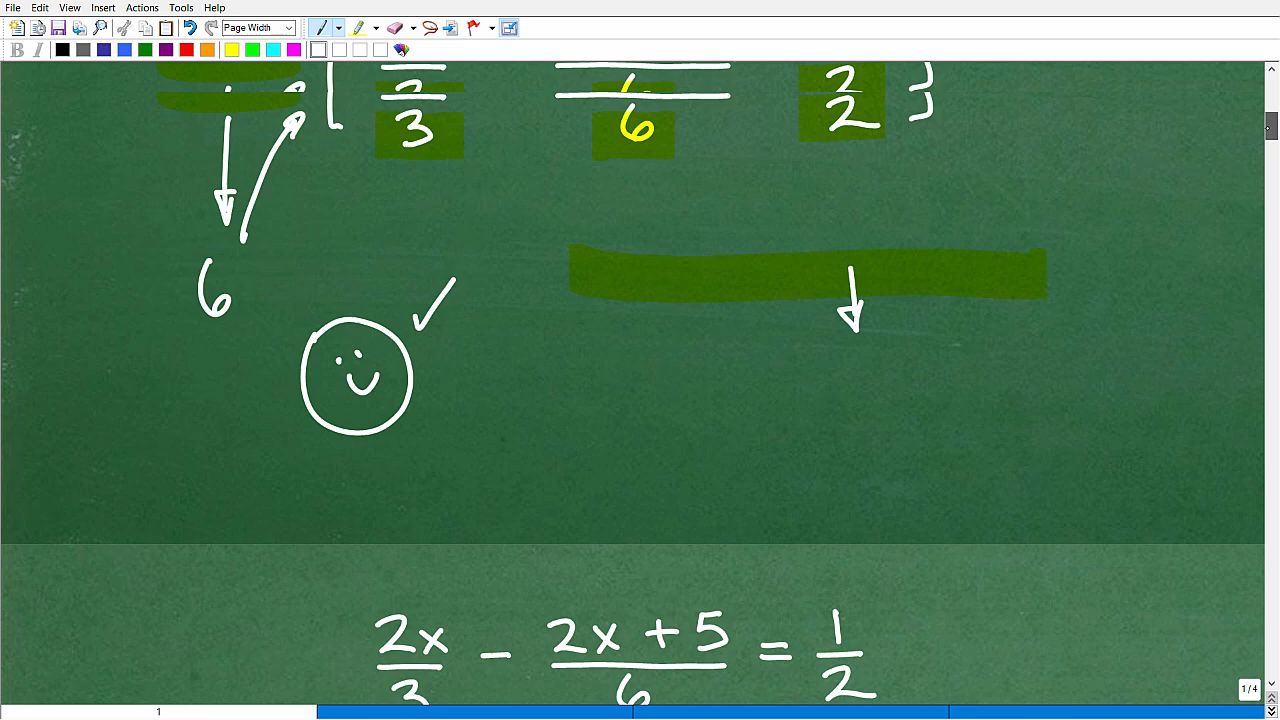 File Edit View Insert Actions Tools Help
Page Width
B I
3 6 2
6
2x/3 - 2x + 5/6 = 1/2
1/4
1